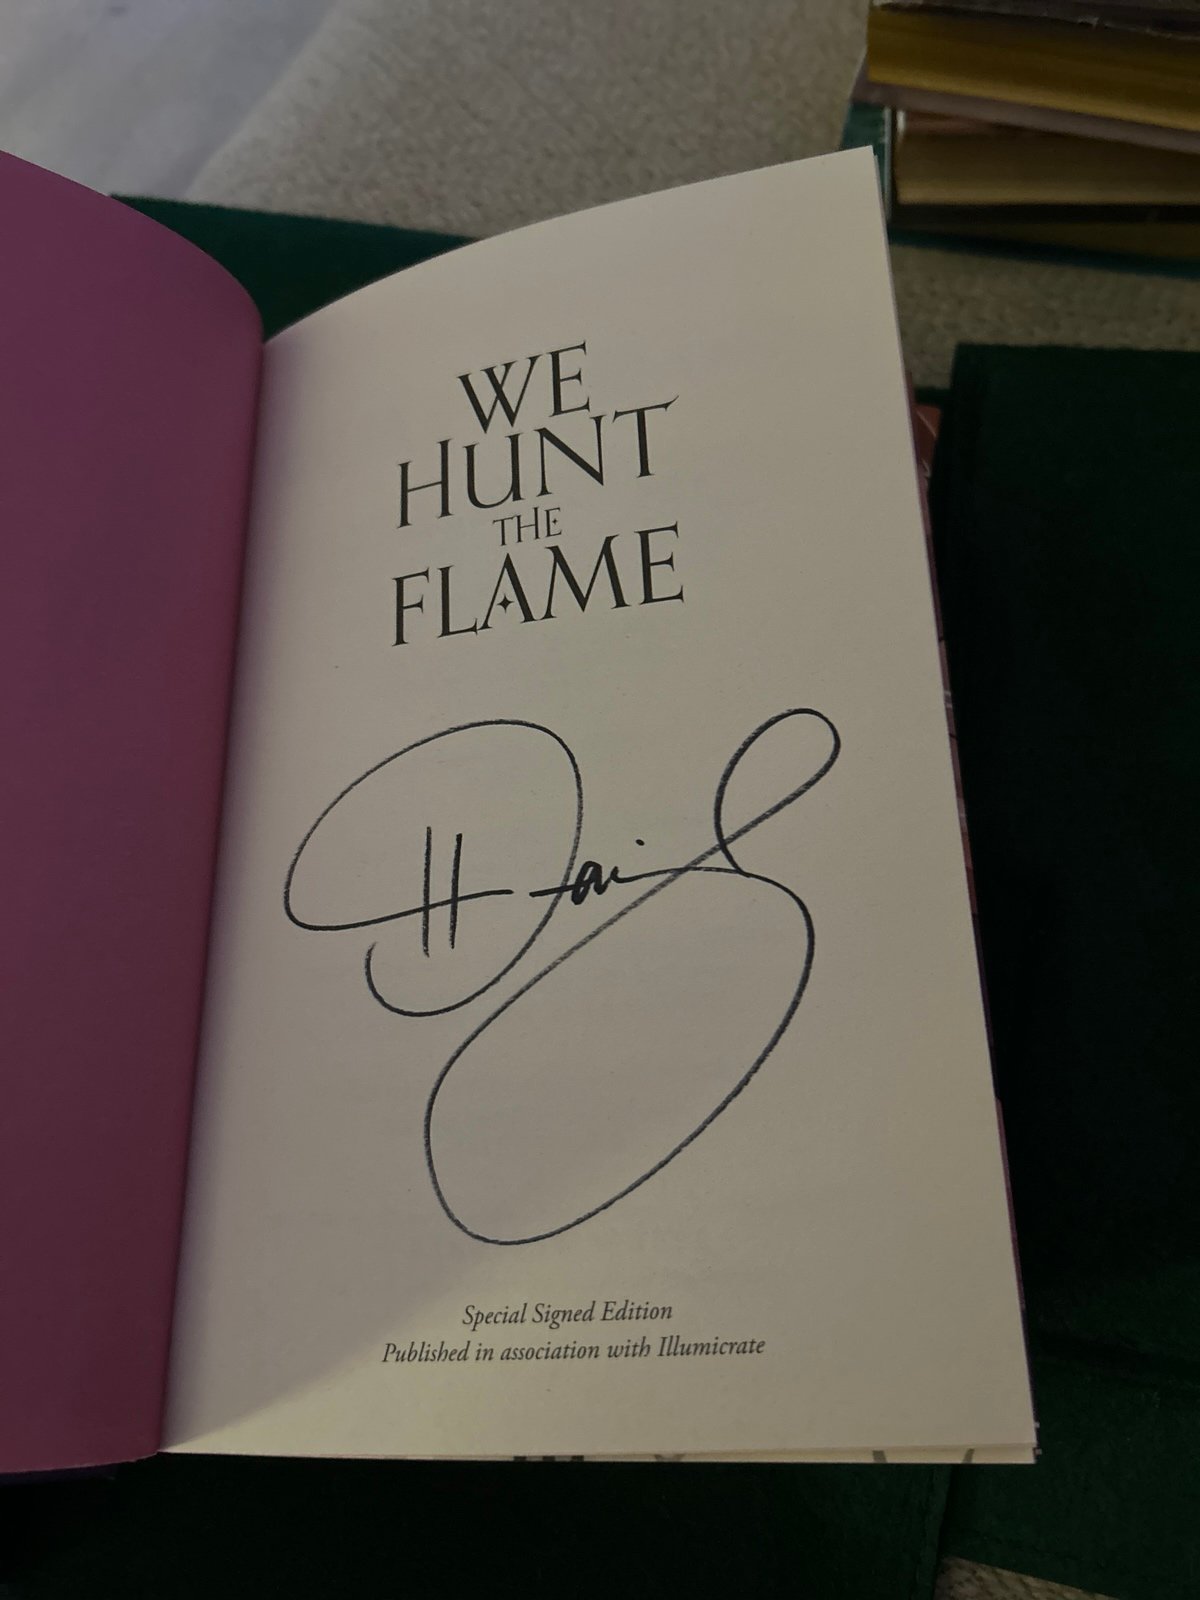 WE
HUNT
THE
FLAME
Special Signed Edition
Published in association with Illumicrate